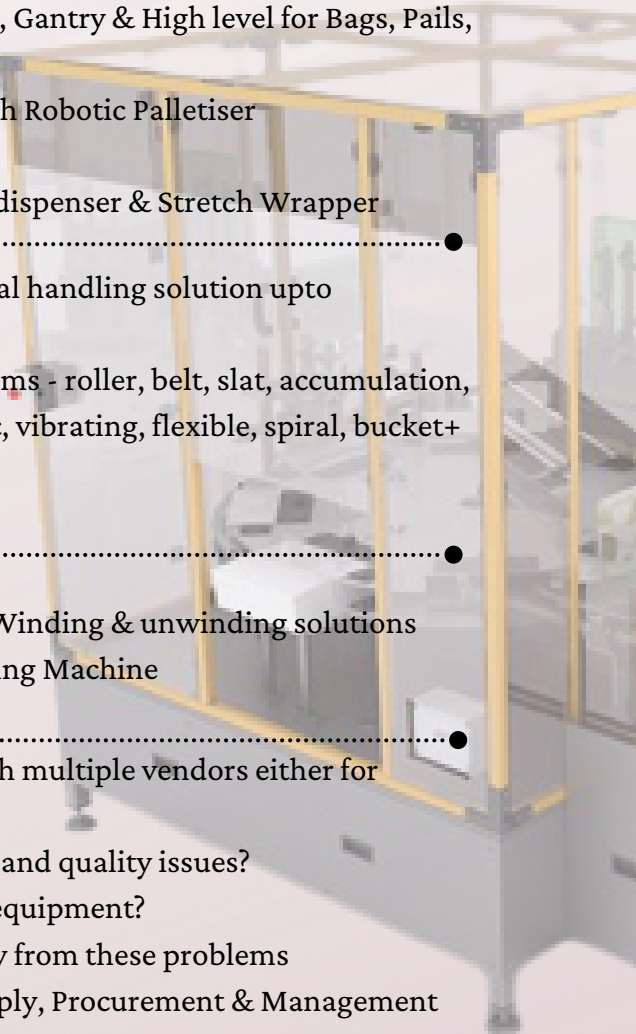 , Gantry & High level for Bags, Pails,
h Robotic Palletiser
dispenser & Stretch Wrapper
al handling solution upto
ms - roller, belt, slat, accumulation,
, vibrating, flexible, spiral, bucket+
Winding & unwinding solutions
ing Machine
h multiple vendors either for
and quality issues?
equipment?
y from these problems
ply, Procurement & Management